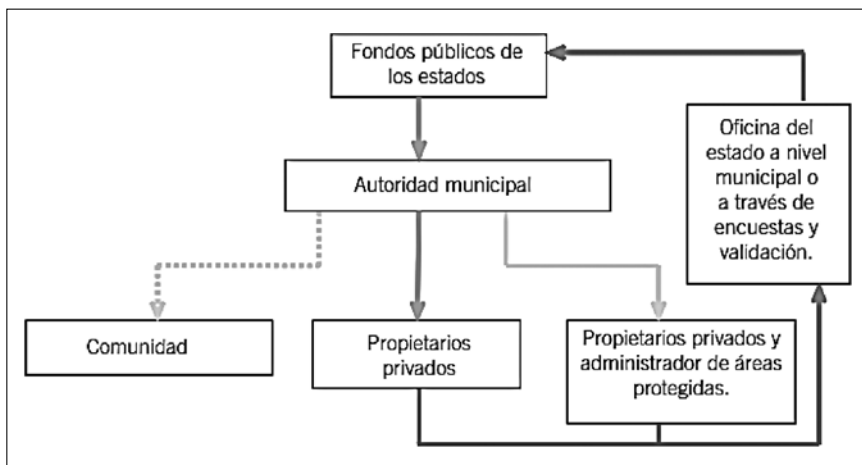 Fondos públicos de
los estados
Oficina del
estado a nivel
municipal o
a través de
encuestas y
validación.
Autoridad municipal
Comunidad
Propietarios
privados
Propietarios privados y
administrador de áreas
protegidas.